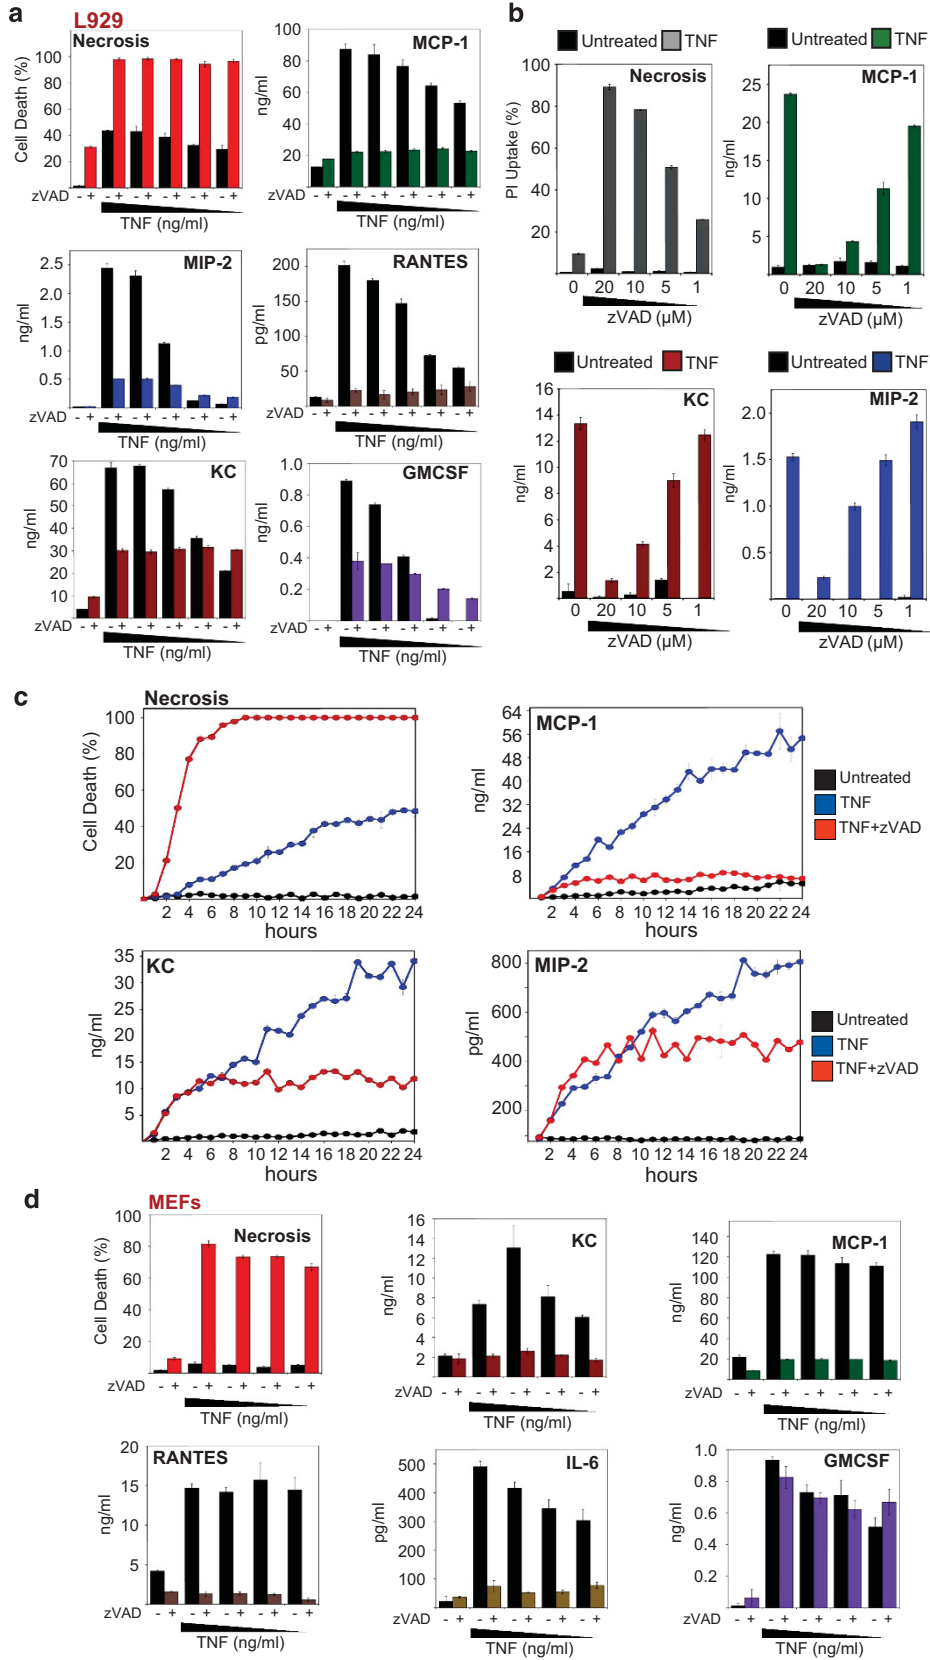 a
L929
Necrosis
Cell Death (%)
100
80
60
40
20
0
zVAD - + - + - + - + - + - +
TNF (ng/ml)
MCP-1
ng/ml
100
80
60
40
20
zVAD - + - + - + - + - + - +
TNF (ng/ml)
MIP-2
ng/ml
2.5
2.0
1.5
1.0
0.5
zVAD - + - + - + - + - + - +
TNF (ng/ml)
RANTES
pg/ml
200
150
100
50
zVAD - + - + - + - + - + - +
TNF (ng/ml)
KC
ng/ml
70
60
50
40
30
20
10
zVAD - + - + - + - + - + - +
TNF (ng/ml)
GMCSF
ng/ml
1.0
0.8
0.6
0.4
0.2
zVAD - + - + - + - + - + - +
TNF (ng/ml)
b
Untreated TNF
Necrosis
PI Uptake (%)
100
80
60
40
20
0 20 10 5 1
zVAD (µM)
Untreated TNF
MCP-1
ng/ml
25
20
15
10
5
0 20 10 5 1
zVAD (µM)
Untreated TNF
KC
ng/ml
16
14
12
10
8
6
4
2
0 20 10 5 1
zVAD (µM)
Untreated TNF
MIP-2
ng/ml
2.0
1.5
1.0
0.5
0 20 10 5 1
zVAD (µM)
c
Necrosis
Cell Death (%)
100
80
60
40
20
2 4 6 8 10 12 14 16 18 20 22 24
hours
MCP-1
ng/ml
64
56
48
40
32
24
16
8
2 4 6 8 10 12 14 16 18 20 22 24
hours
Untreated
TNF
TNF+zVAD
KC
ng/ml
35
30
25
20
15
10
5
2 4 6 8 10 12 14 16 18 20 22 24
hours
MIP-2
pg/ml
800
600
400
200
2 4 6 8 10 12 14 16 18 20 22 24
hours
Untreated
TNF
TNF+zVAD
d
MEFs
Necrosis
Cell Death (%)
100
80
60
40
20
zVAD - + - + - + - + - +
TNF (ng/ml)
KC
ng/ml
16
14
12
10
8
6
4
2
zVAD - + - + - + - + - +
TNF (ng/ml)
MCP-1
ng/ml
140
120
100
80
60
40
20
zVAD - + - + - + - + - +
TNF (ng/ml)
RANTES
ng/ml
20
15
10
5
zVAD - + - + - + - + - +
TNF (ng/ml)
IL-6
pg/ml
500
400
300
200
100
zVAD - + - + - + - + - +
TNF (ng/ml)
GMCSF
ng/ml
1.0
0.8
0.6
0.4
0.2
zVAD - + - + - + - + - +
TNF (ng/ml)